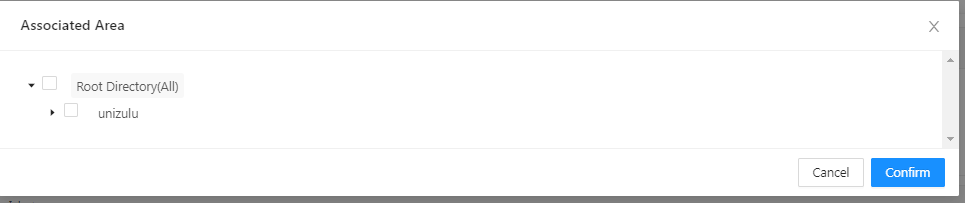 Associated Area
Root Directory(All)
unizulu
Cancel
Confirm